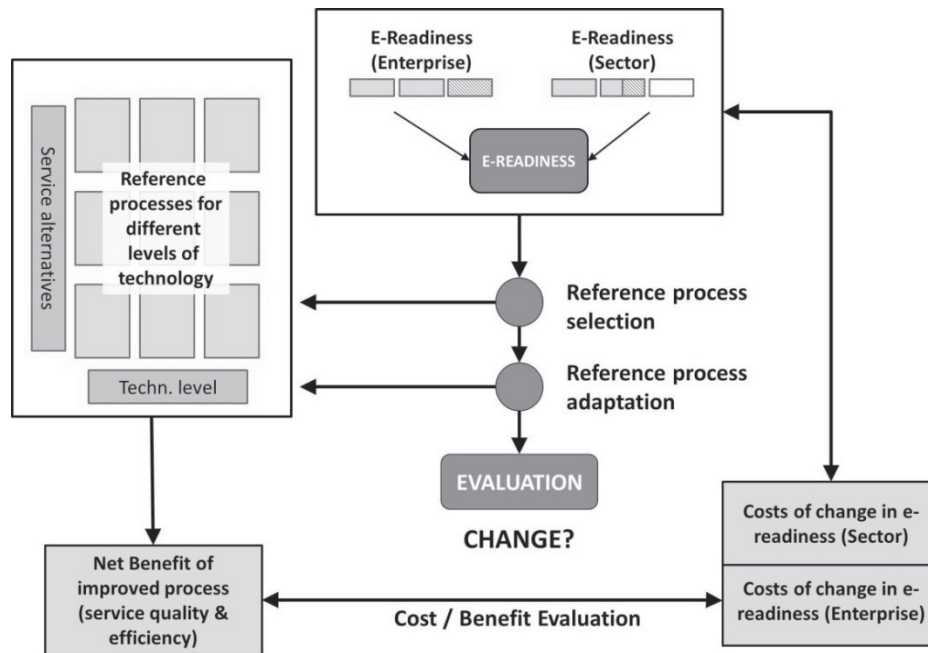 E-Readiness
(Enterprise)
E-Readiness
(Sector)
E-READINESS
Service alternatives
Reference
processes for
different
levels of
technology
Techn. level
Reference process
selection
Reference process
adaptation
EVALUATION
CHANGE?
Net Benefit of
improved process
(service quality &
efficiency)
Cost / Benefit Evaluation
Costs of change in e-
readiness (Sector)
Costs of change in e-
readiness (Enterprise)